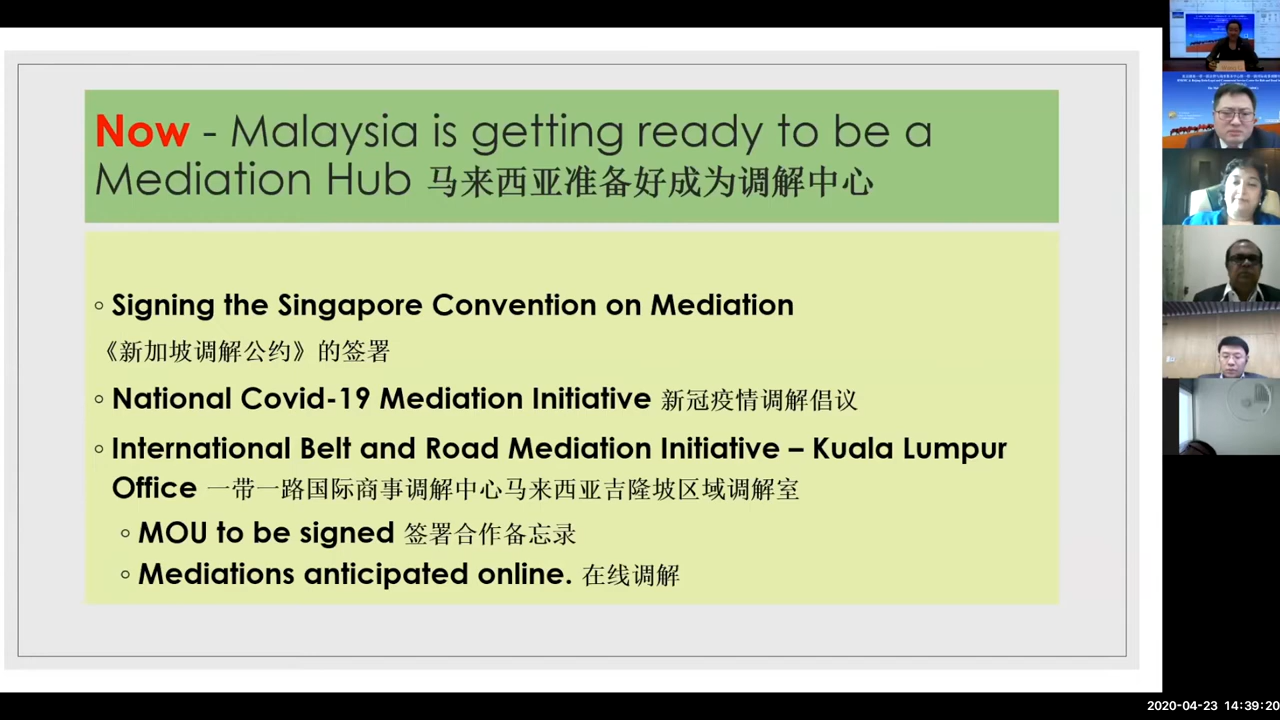 Now - Malaysia is getting ready to be a
Mediation Hub 马来西亚准备好成为调解中心
◦ Signing the Singapore Convention on Mediation
《新加坡调解公约》的签署
◦ National Covid-19 Mediation Initiative 新冠疫情调解倡议
◦ International Belt and Road Mediation Initiative – Kuala Lumpur
Office 一带一路国际商事调解中心马来西亚吉隆坡区域调解室
◦ MOU to be signed 签署合作备忘录
◦ Mediations anticipated online. 在线调解
2020-04-23 14:39:20